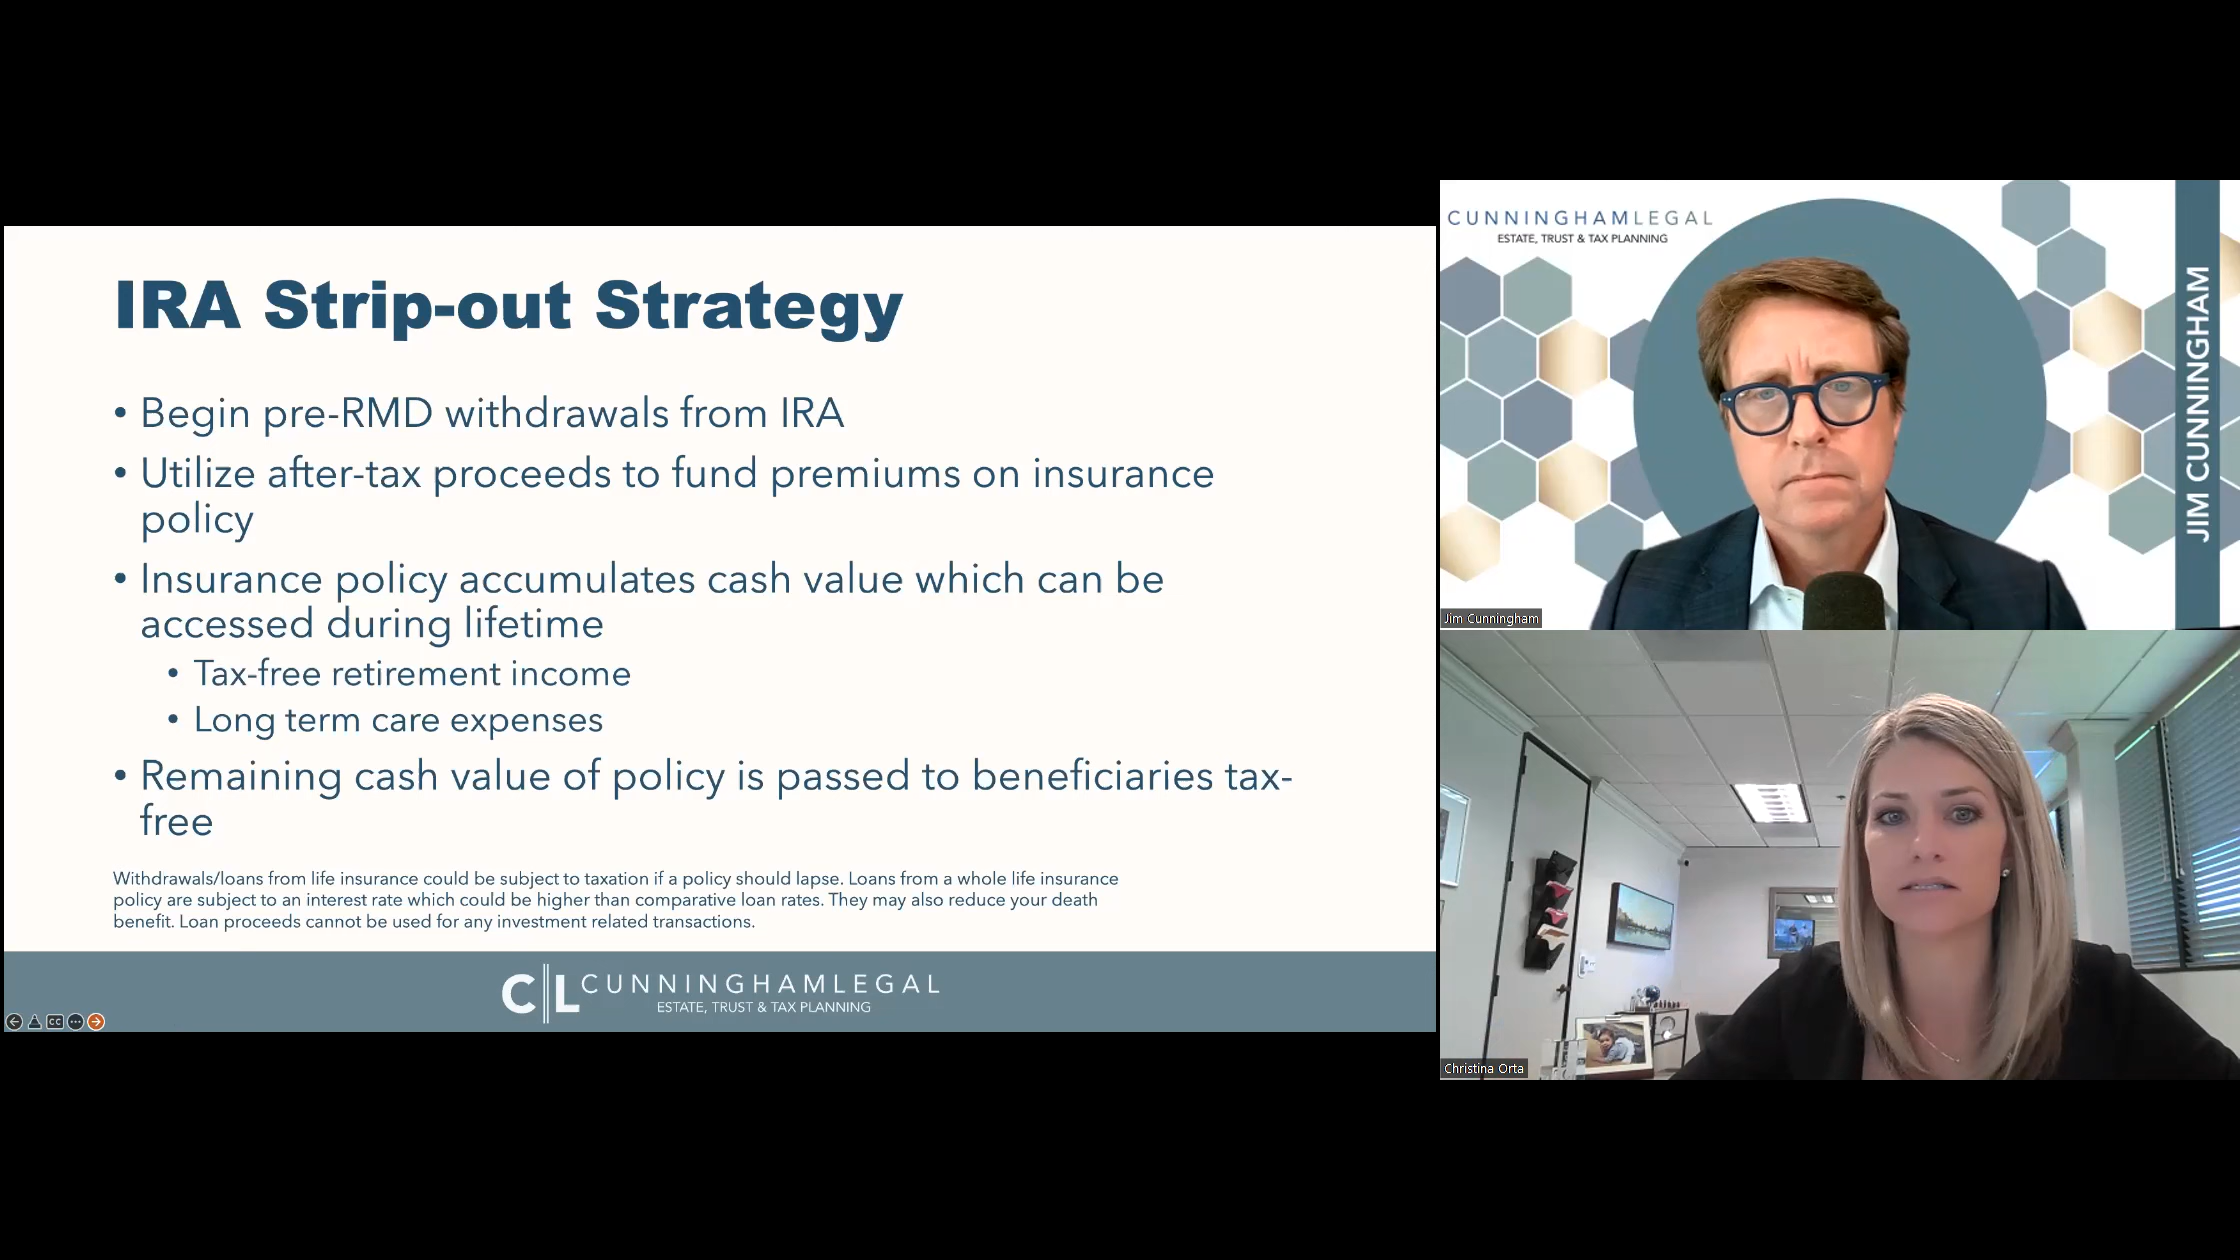 IRA Strip-out Strategy
• Begin pre-RMD withdrawals from IRA
• Utilize after-tax proceeds to fund premiums on insurance
policy
• Insurance policy accumulates cash value which can be
accessed during lifetime
• Tax-free retirement income
• Long term care expenses
• Remaining cash value of policy is passed to beneficiaries tax-
free
Withdrawals/loans from life insurance could be subject to taxation if a policy should lapse. Loans from a whole life insurance
policy are subject to an interest rate which could be higher than comparative loan rates. They may also reduce your death
benefit. Loan proceeds cannot be used for any investment related transactions.
CL CUNNINGHAMLEGAL
ESTATE, TRUST & TAX PLANNING
CC
CUNNINGHAMLEGAL
ESTATE, TRUST & TAX PLANNING
JIM CUNNINGHAM
Jim Cunningham
Christina Orta